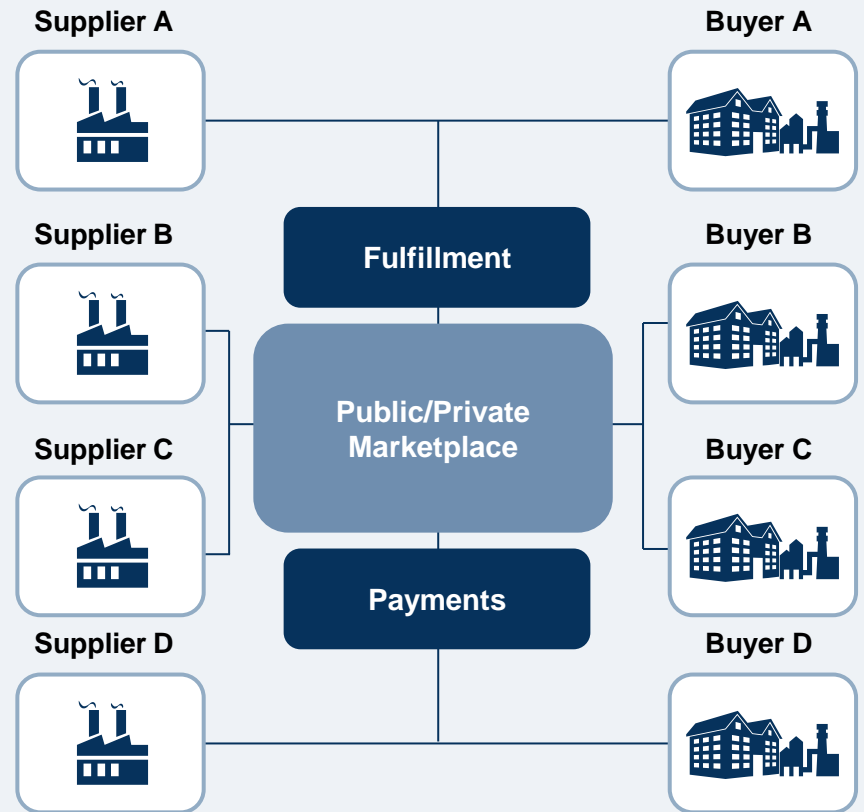 Supplier A
Buyer A
Supplier B
Buyer B
Fulfillment
Public/Private
Marketplace
Supplier C
Buyer C
Payments
Supplier D
Buyer D